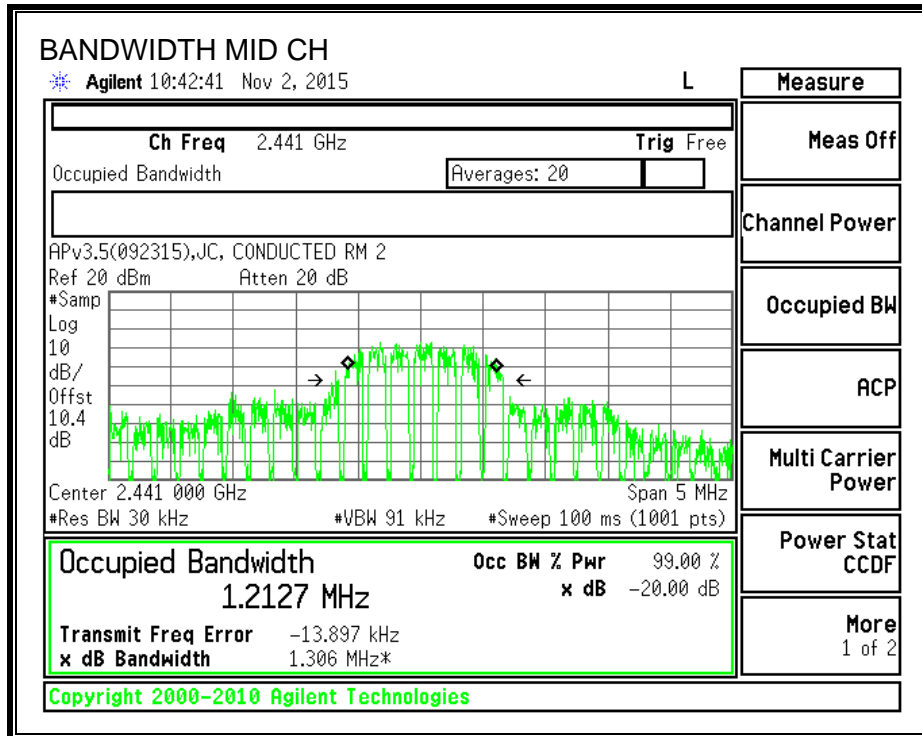 BANDWIDTH MID CH
Agilent 10:42:41 Nov 2, 2015 L
Measure
Ch Freq 2.441 GHz Trig Free
Meas Off
Occupied Bandwidth Averages: 20
Channel Power
APv3.5(092315),JC, CONDUCTED RM 2
Ref 20 dBm Atten 20 dB
#Samp
Log
10
dB/
Offst
10.4
dB
Occupied BW
ACP
Center 2.441 000 GHz Span 5 MHz
#Res BW 30 kHz #VBW 91 kHz #Sweep 100 ms (1001 pts)
Multi Carrier
Power
Occupied Bandwidth Occ BW % Pwr 99.00 %
1.2127 MHz x dB -20.00 dB
Power Stat
CCDF
Transmit Freq Error -13.897 kHz
x dB Bandwidth 1.306 MHz*
More
1 of 2
Copyright 2000-2010 Agilent Technologies